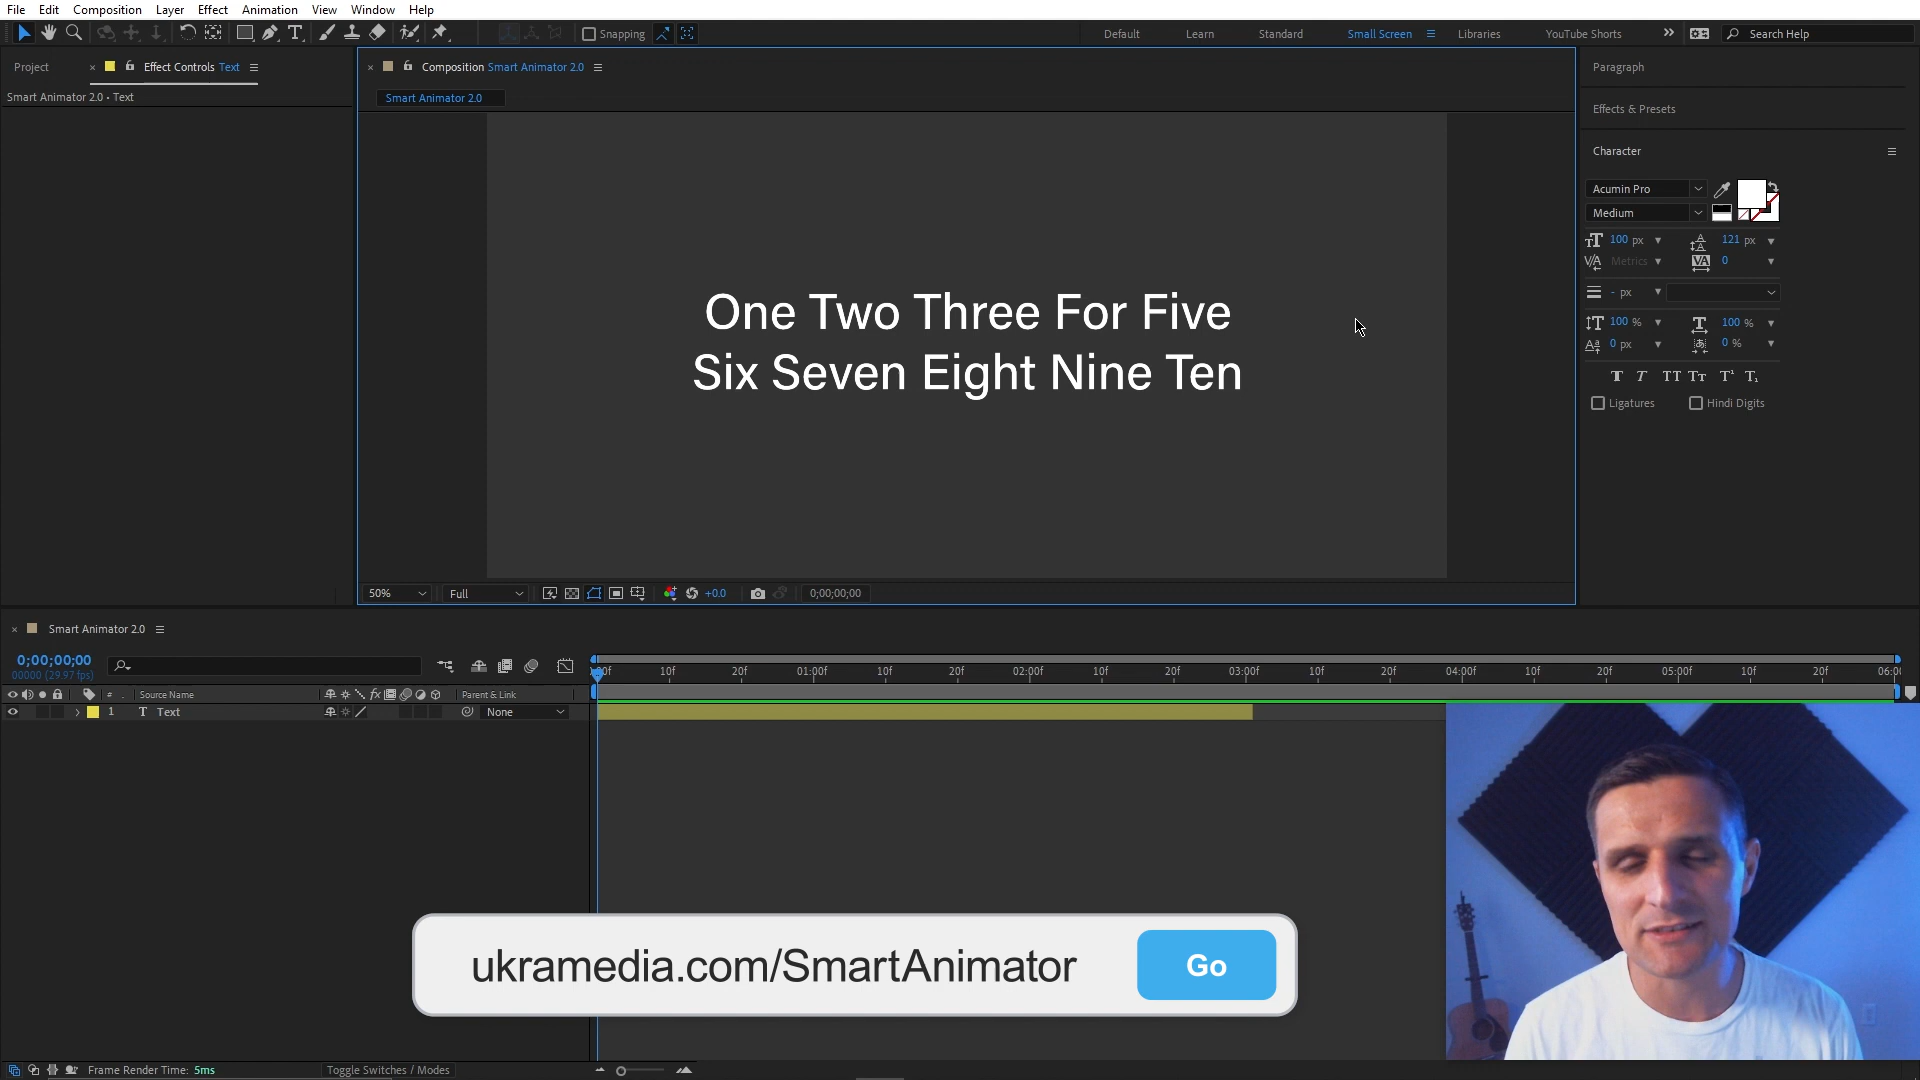 File Edit Composition Layer Effect Animation View Window Help
Snapping
Default Learn Standard Small Screen Libraries YouTube Shorts Search Help
Project Effect Controls Text
Smart Animator 2.0 • Text
Composition Smart Animator 2.0
Smart Animator 2.0
One Two Three For Five
Six Seven Eight Nine Ten
50% Full +0.0 0;00;00;00
Paragraph
Effects & Presets
Character
Acumin Pro
Medium
100 px 121 px
Metrics 0
- px
100 % 100 %
0 px 0 %
Ligatures Hindi Digits
Smart Animator 2.0
0;00;00;00
00000 (29.97 fps)
10f 20f 01:00f 10f 20f 02:00f 10f 20f 03:00f 10f 20f 04:00f 10f 20f 05:00f 10f 20f
# Source Name Parent & Link
1 T Text None
ukramedia.com/SmartAnimator Go
Frame Render Time: 5ms Toggle Switches / Modes